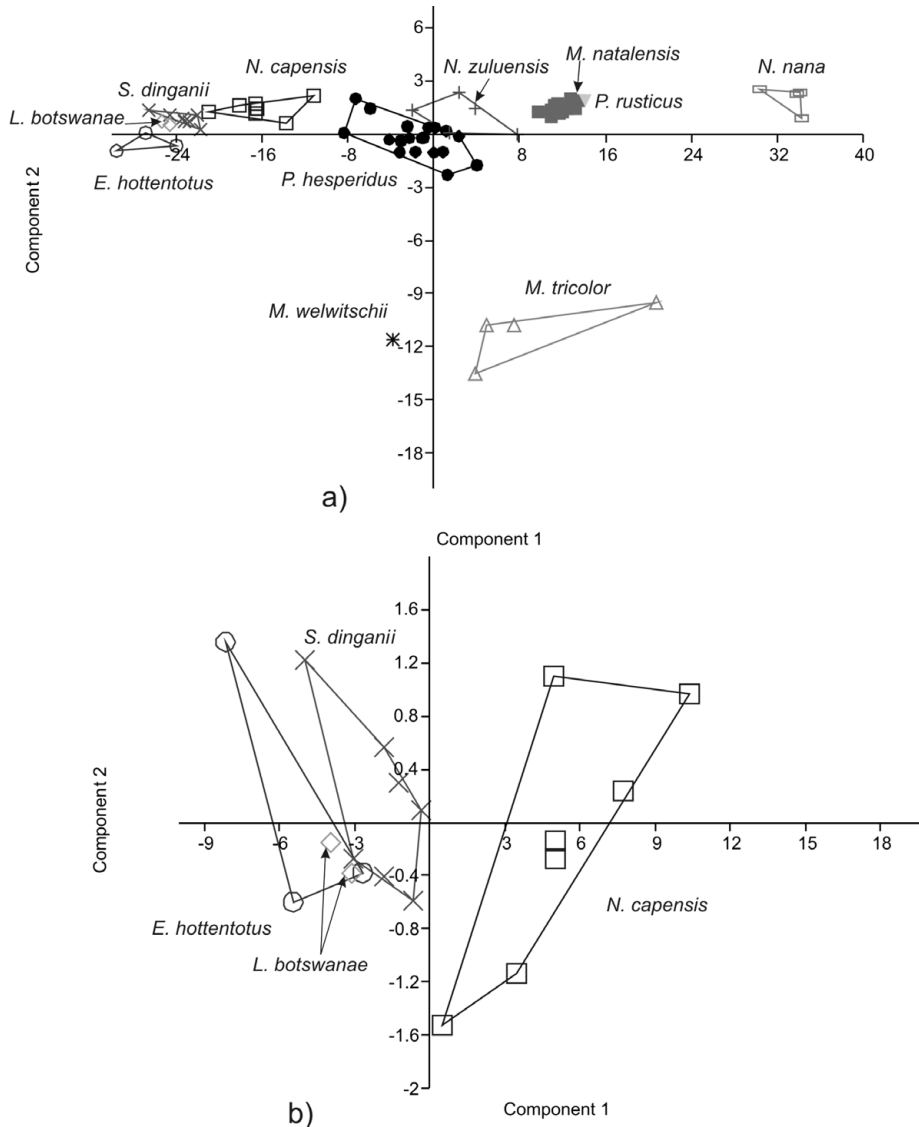 6
M. natalensis
N. capensis
N. zuluensis
N. nana
S. dinganii
3
P. rusticus
L. botswanae
-24 -16 -8 8 16 24 32 40
E. hottentotus
P. hesperidus
-3
Component 2
-6
M. tricolor
-9
M. welwitschii
-12
-15
-18
a)
Component 1
1.6
S. dinganii
1.2
0.8
0.4
Component 2
-9 -6 -3 3 6 9 12 15 18
-0.4
N. capensis
E. hottentotus
-0.8
L. botswanae
-1.2
-1.6
-2
b)
Component 1